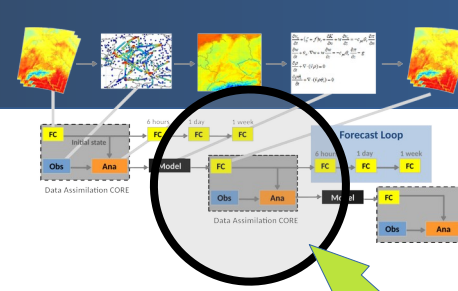 6 hours 1 day 1 week
FC FC FC FC
Initial state
Obs Ana Model
Data Assimilation CORE
Forecast Loop
6 hour 1 day 1 week
FC FC FC FC
Obs Ana Model
Data Assimilation CORE
FC
Obs Ana